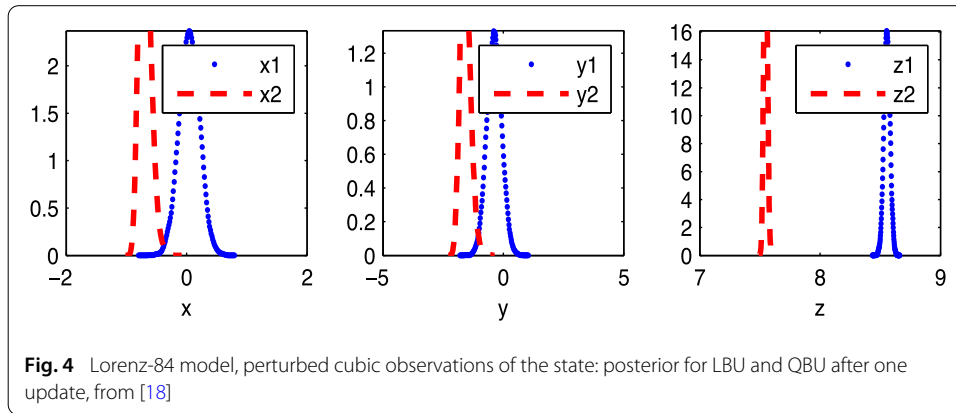 2
1.5
1
0.5
0
−2
0
2
x
x1
x2
1.2
1
0.8
0.6
0.4
0.2
0
−5
0
5
y
y1
y2
16
14
12
10
8
6
4
2
0
7
8
9
z
z1
z2
Fig. 4 Lorenz-84 model, perturbed cubic observations of the state: posterior for LBU and QBU after one
update, from [18]